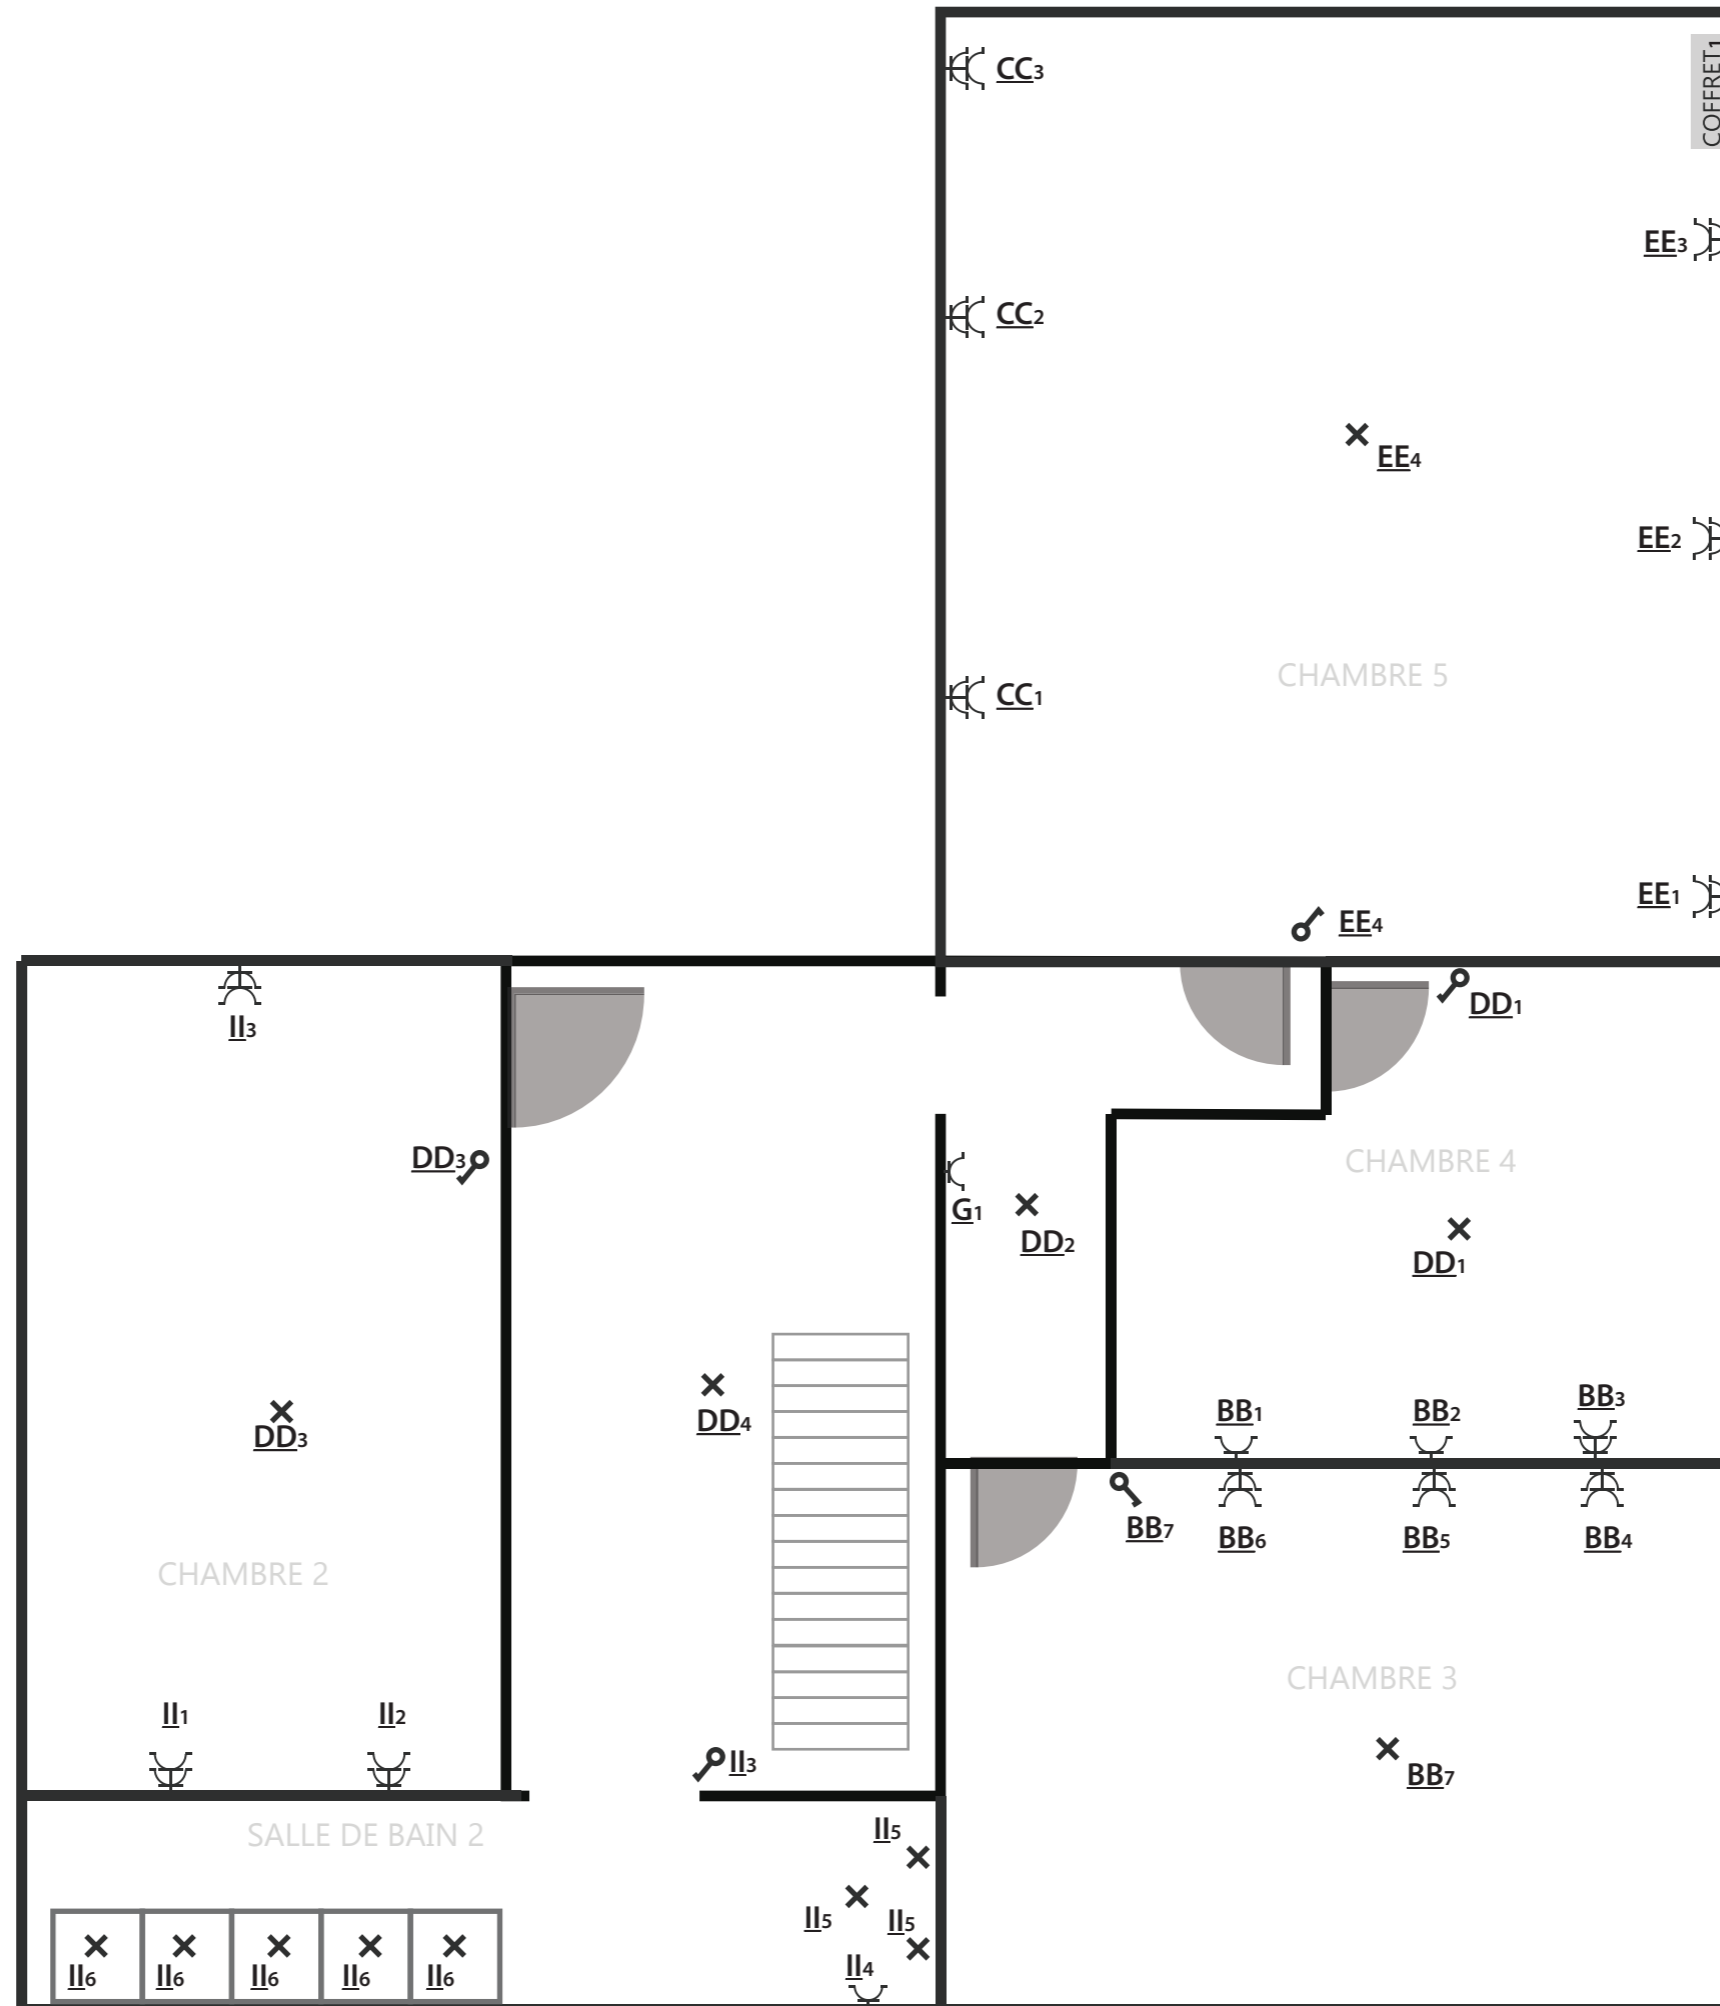 CC3
COFFRET1
EE3
CC2
EE4
EE2
CHAMBRE 5
CC1
EE1
EE4
DD1
II3
DD3
CHAMBRE 4
G1
DD2
DD1
DD3
DD4
BB1
BB2
BB3
BB7
BB6
BB5
BB4
CHAMBRE 2
CHAMBRE 3
II1
II2
II3
BB7
SALLE DE BAIN 2
II5
II5
II5
II4
II6
II6
II6
II6
II6